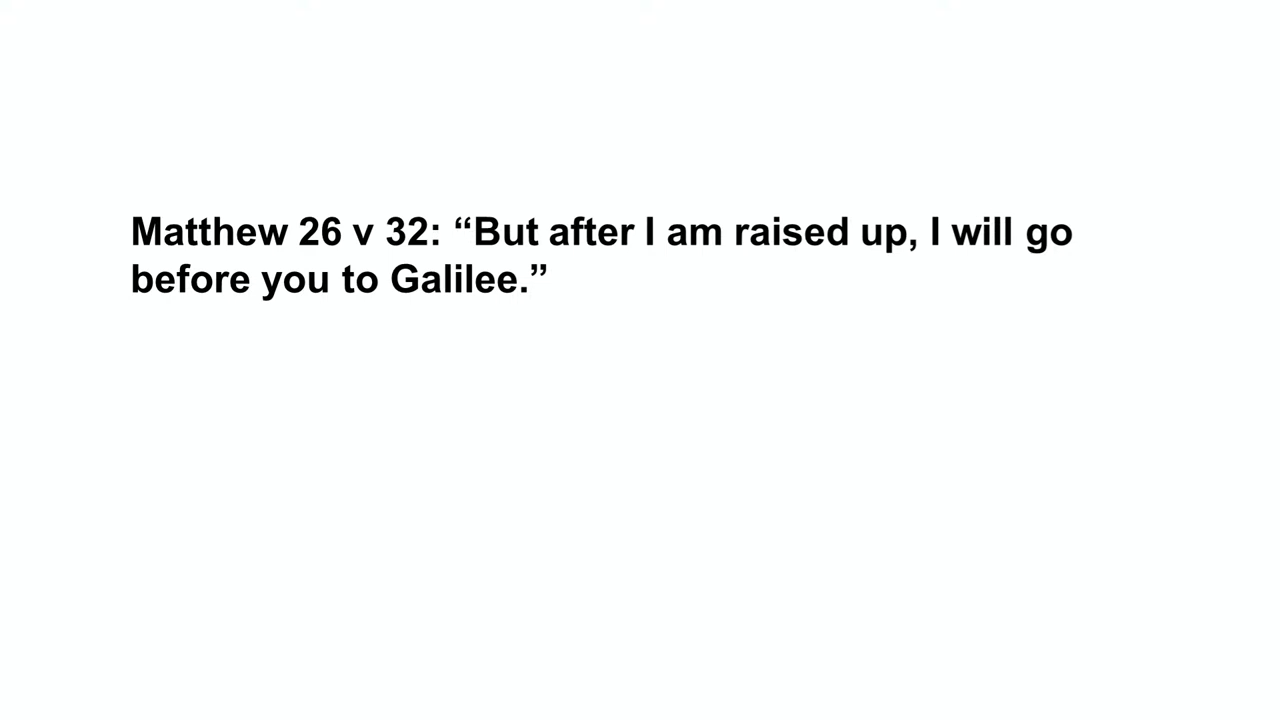 Matthew 26 v 32: “But after I am raised up, I will go
before you to Galilee.”